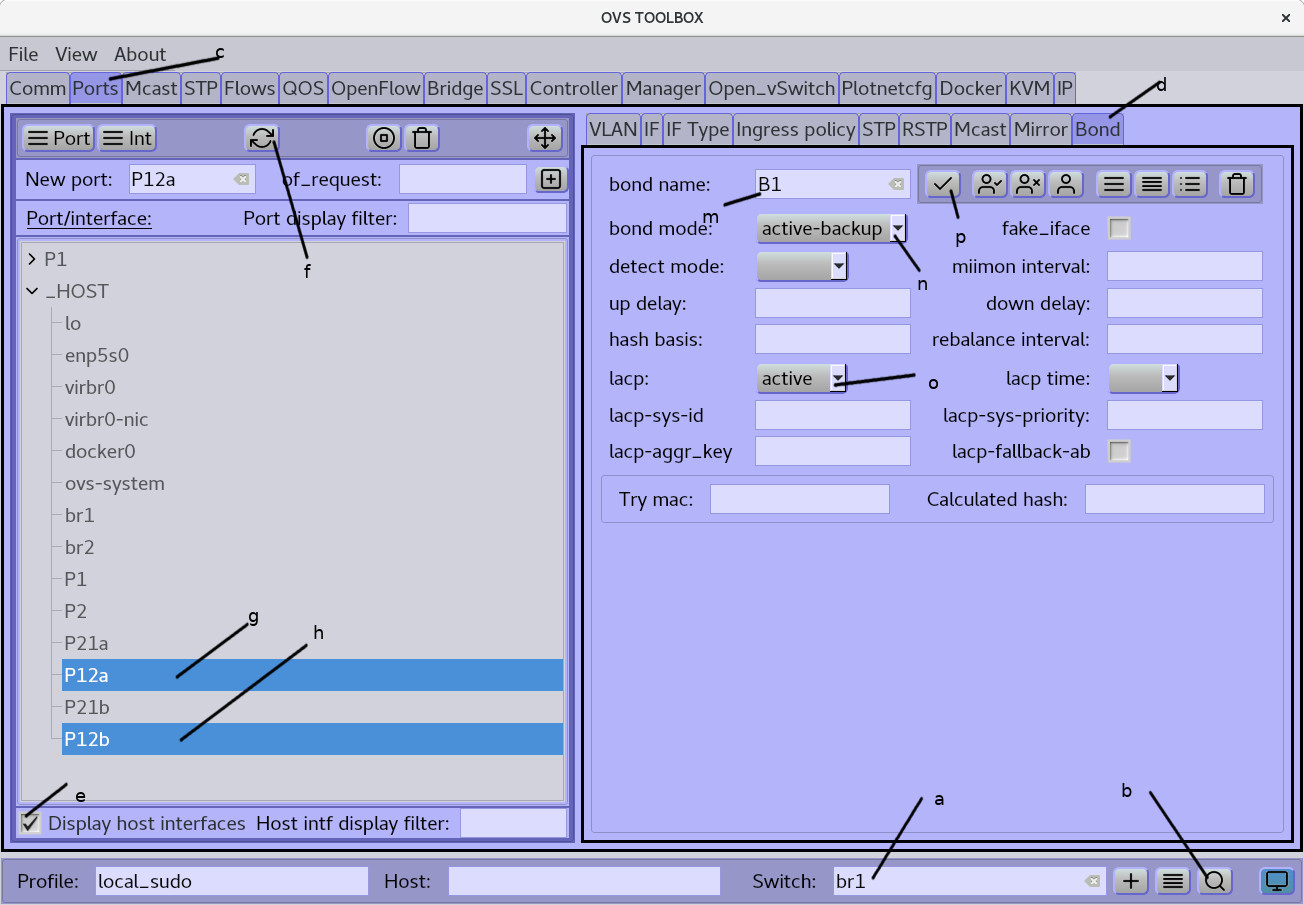 OVS TOOLBOX
File View About
c
Comm Ports Mcast STP Flows QOS OpenFlow Bridge SSL Controller Manager Open_vSwitch Plotnetcfg Docker KVM IP
d
Port Int
VLAN IF IF Type Ingress policy STP RSTP Mcast Mirror Bond
New port: P12a of_request:
Port/interface: Port display filter:
f
P1
_HOST
lo
enp5s0
virbr0
virbr0-nic
docker0
ovs-system
br1
br2
P1
P2
P21a
P12a
P21b
P12b
g
h
e
Display host interfaces Host intf display filter:
bond name: B1
m
p
bond mode: active-backup fake_iface
n
detect mode: miimon interval:
up delay: down delay:
hash basis: rebalance interval:
lacp: active o lacp time:
lacp-sys-id lacp-sys-priority:
lacp-aggr_key lacp-fallback-ab
Try mac: Calculated hash:
a
b
Profile: local_sudo Host: Switch: br1